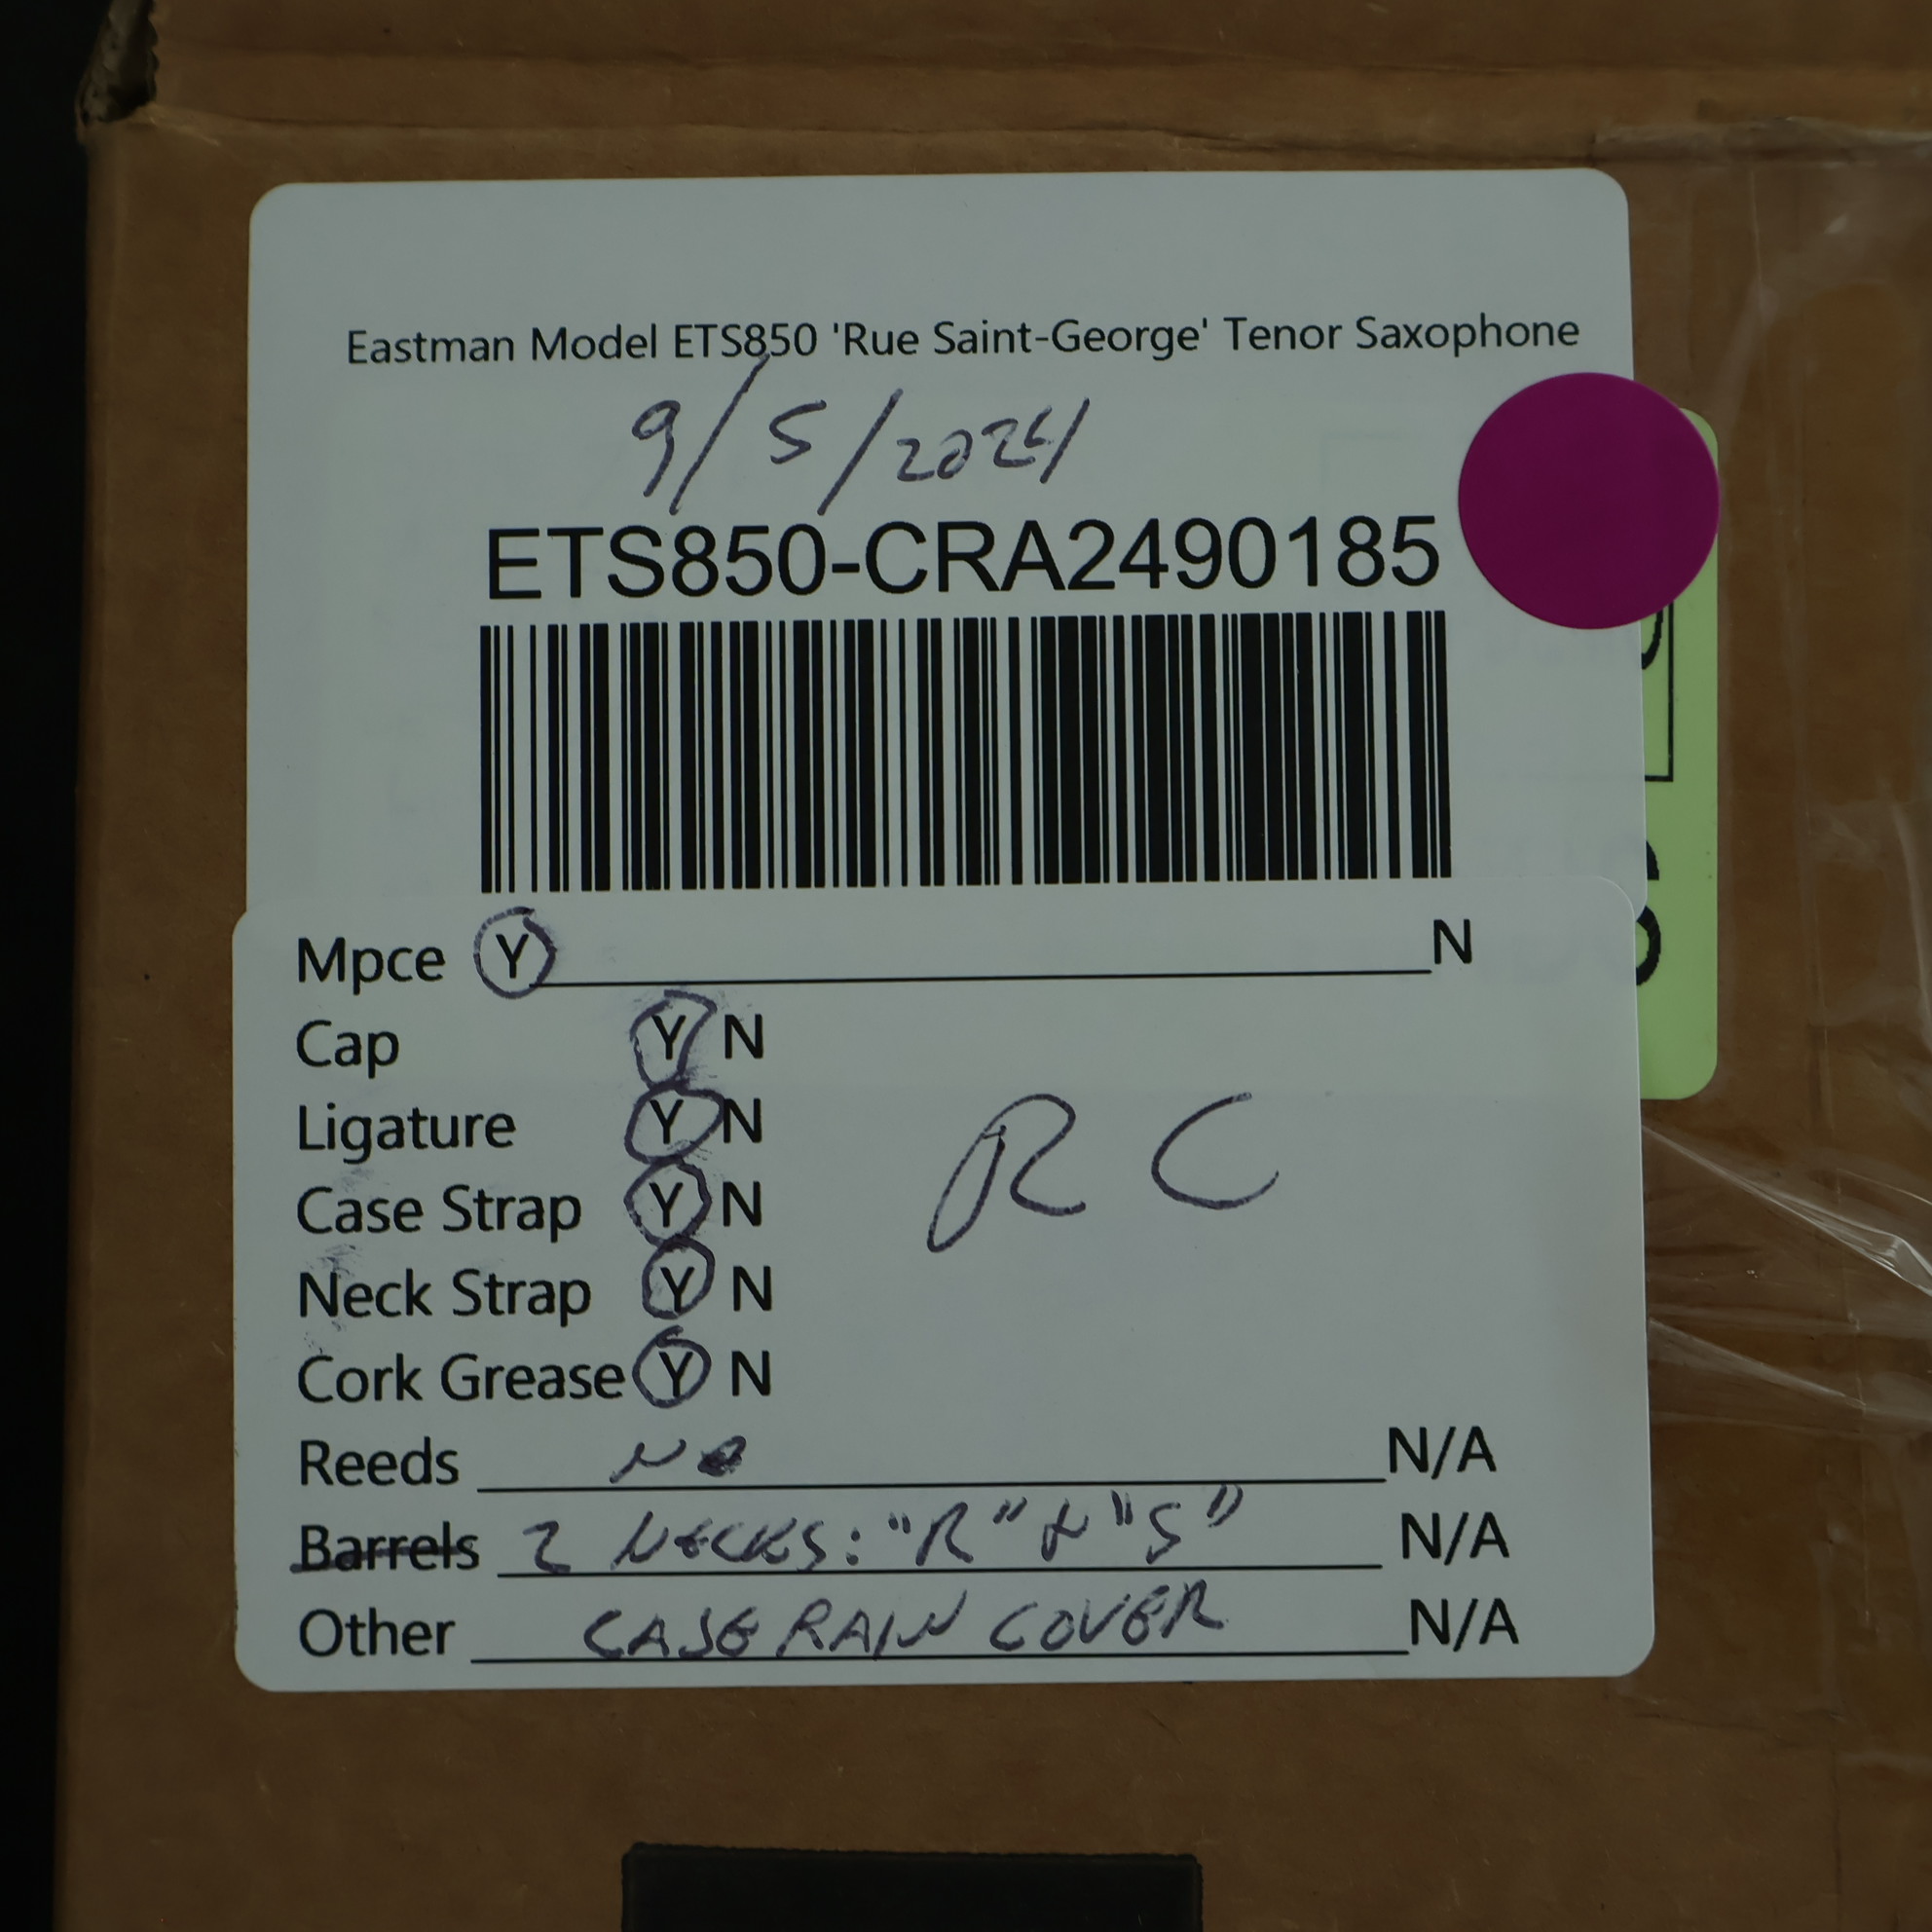 Eastman Model ETS850 'Rue Saint-George' Tenor Saxophone
9/5/2024
ETS850-CRA2490185
Mpce Y N
Cap Y N
Ligature Y N
Case Strap Y N
Neck Strap Y N
Cork Grease Y N
RC
Reeds NO N/A
Barrels 2 NECKS: "R" & "S" N/A
Other CASE RAIN COVER N/A